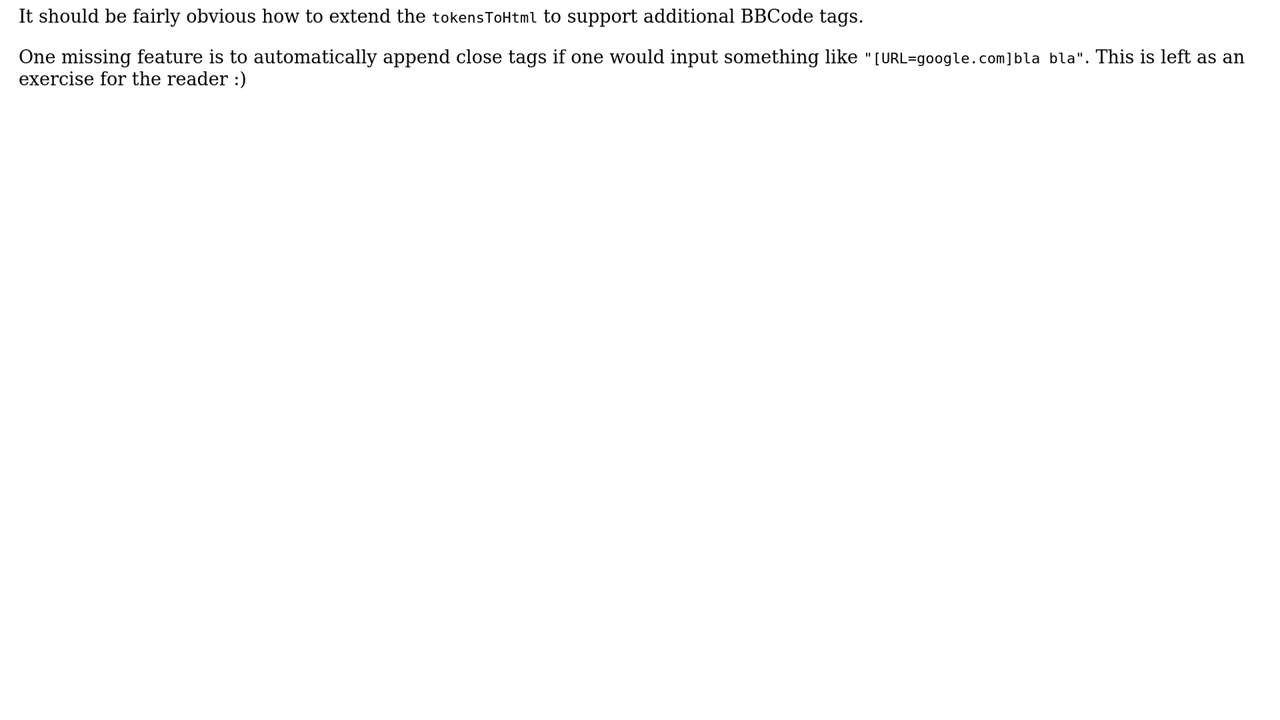 It should be fairly obvious how to extend the tokensToHtml to support additional BBCode tags.
One missing feature is to automatically append close tags if one would input something like "[URL=google.com]bla bla". This is left as an
exercise for the reader :)